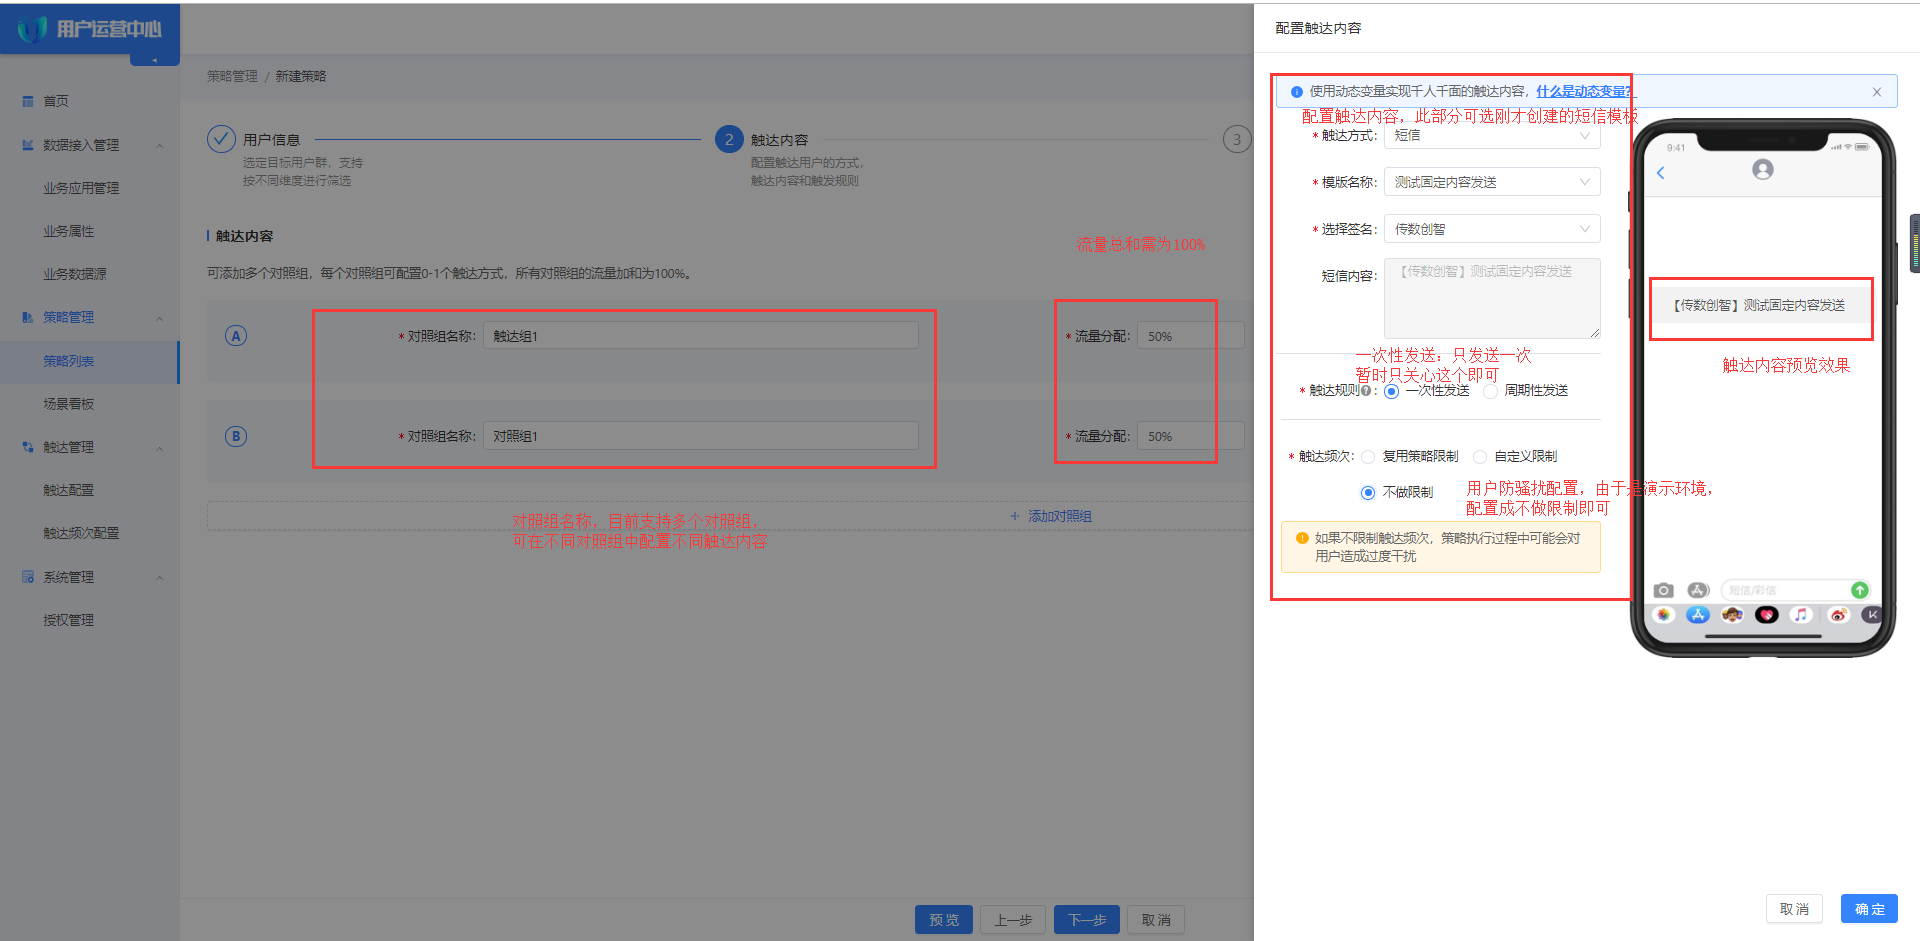 用户运营中心
首页
数据接入管理
业务应用管理
业务属性
业务数据源
策略管理
策略列表
场景看板
触达管理
触达配置
触达频次配置
系统管理
授权管理
策略管理 / 新建策略
用户信息
选定目标用户群，支持
按不同维度进行筛选
2 触达内容
配置触达用户的方式，
触达内容和触发规则
3
触达内容
流量总和需为100%
可添加多个对照组，每个对照组可配置0-1个触达方式，所有对照组的流量加和为100%。
A * 对照组名称: 触达组1 * 流量分配: 50%
B * 对照组名称: 对照组1 * 流量分配: 50%
+ 添加对照组
对照组名称，目前支持多个对照组，
可在不同对照组中配置不同触达内容
预 览 上一步 下一步 取 消
配置触达内容
使用动态变量实现千人千面的触达内容，什么是动态变量?
配置触达内容，此部分可选刚才创建的短信模板
* 触达方式: 短信
* 模版名称: 测试固定内容发送
* 选择签名: 传数创智
短信内容: 【传数创智】测试固定内容发送
一次性发送：只发送一次
暂时只关心这个即可
* 触达规则 : 一次性发送 周期性发送
* 触达频次: 复用策略限制 自定义限制
不做限制
用户防骚扰配置，由于是演示环境，
配置成不做限制即可
如果不限制触达频次，策略执行过程中可能会对
用户造成过度干扰
9:41
【传数创智】测试固定内容发送
触达内容预览效果
短信/彩信
取 消 确 定